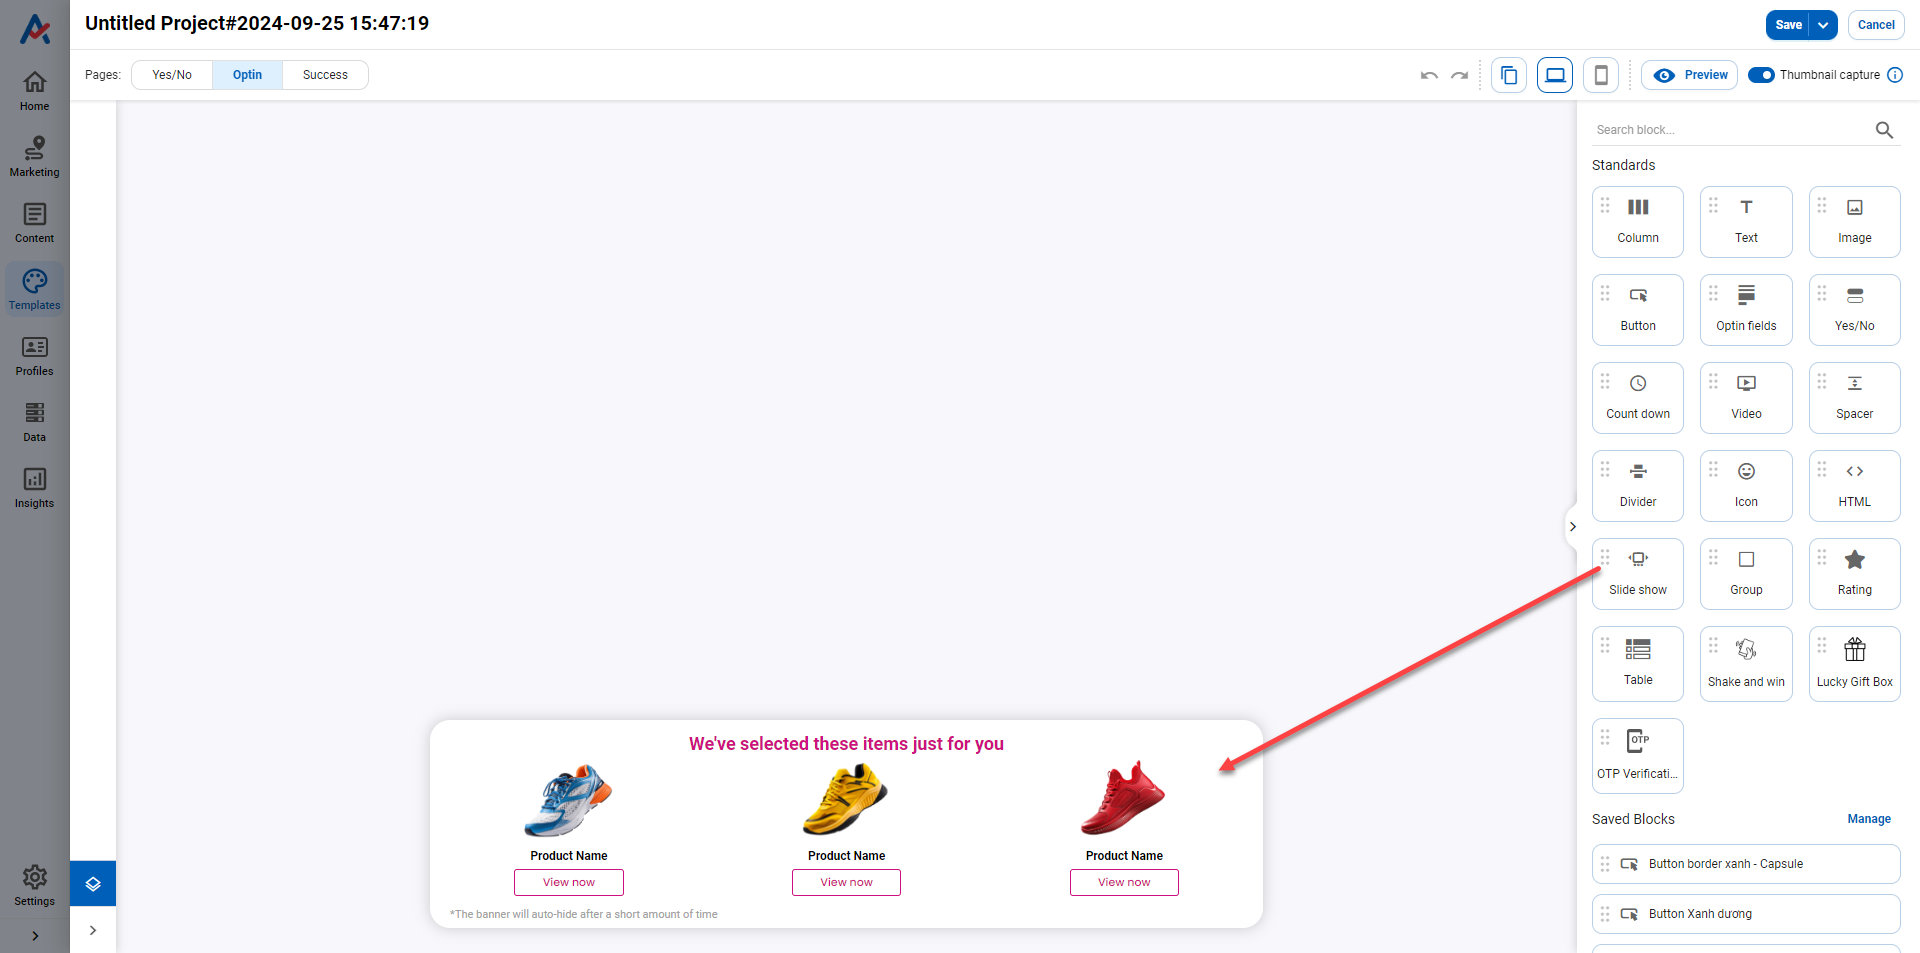 Untitled Project#2024-09-25 15:47:19
Save
Cancel
Pages:
Yes/No
Optin
Success
Preview
Thumbnail capture
Home
Marketing
Content
Templates
Profiles
Data
Insights
Settings
Search block...
Standards
Column
Text
Image
Button
Optin fields
Yes/No
Count down
Video
Spacer
Divider
Icon
HTML
Slide show
Group
Rating
Table
Shake and win
Lucky Gift Box
OTP
OTP Verificati...
Saved Blocks
Manage
Button border xanh - Capsule
Button Xanh dương
We've selected these items just for you
Product Name
Product Name
Product Name
View now
View now
View now
*The banner will auto-hide after a short amount of time